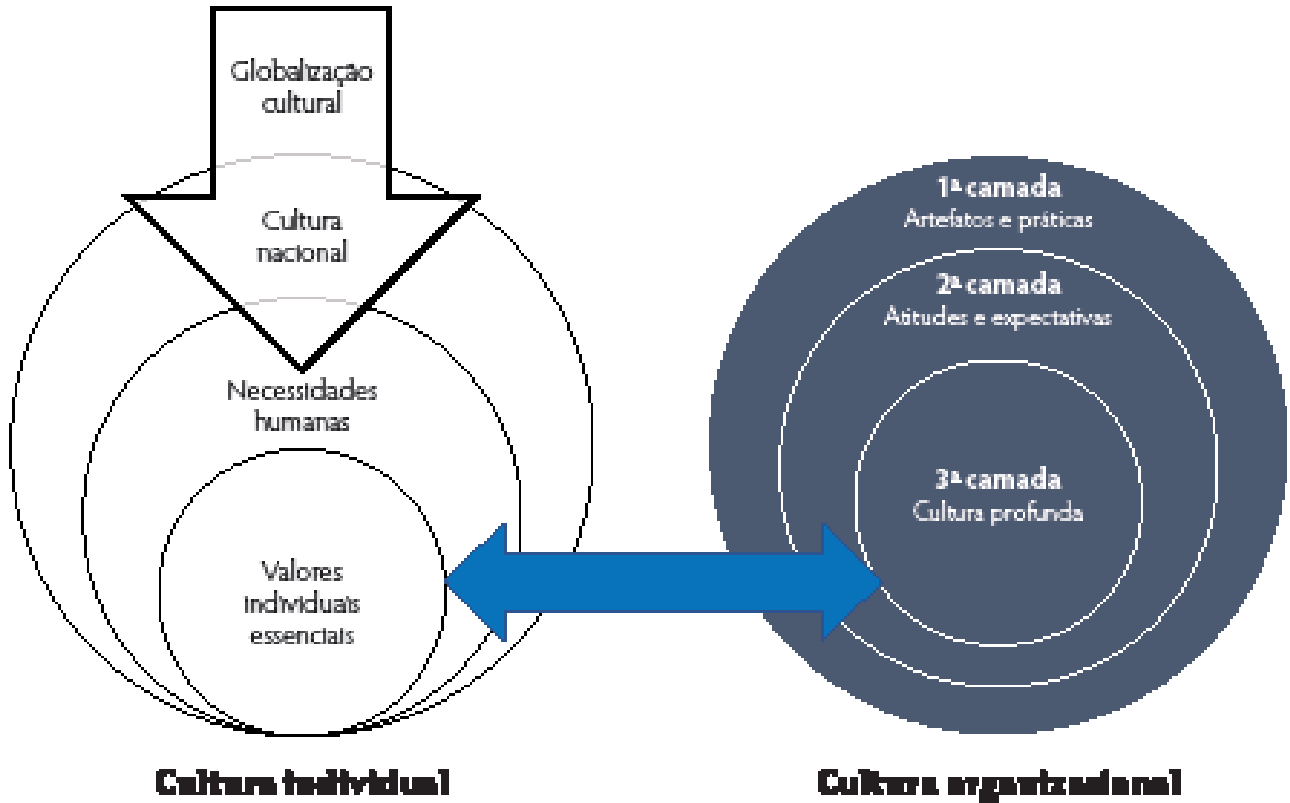 Globalização
cultural
Cultura
nacional
Necessidades
humanas
Valores
individuais
essenciais
Cultura individual
1ª camada
Artefatos e práticas
2ª camada
Atitudes e expectativas
3ª camada
Cultura profunda
Cultura organizacional